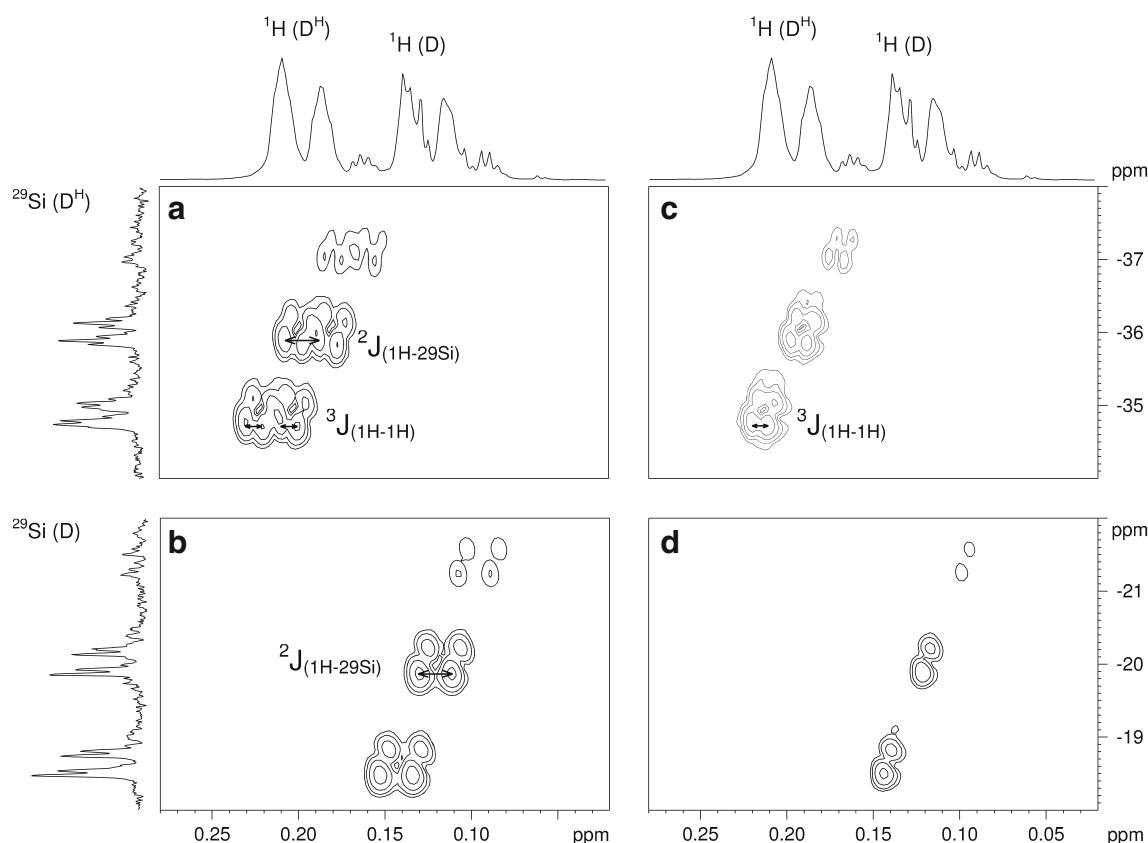 ¹H (Dᴴ) ¹H (D) ¹H (Dᴴ) ¹H (D)
ppm
²⁹Si (Dᴴ)
a
c
-37
-36
-35
²J(1H-29Si)
³J(1H-1H)
³J(1H-1H)
²⁹Si (D)
b
d
ppm
-21
-20
-19
²J(1H-29Si)
0.25 0.20 0.15 0.10 ppm
0.25 0.20 0.15 0.10 0.05 ppm